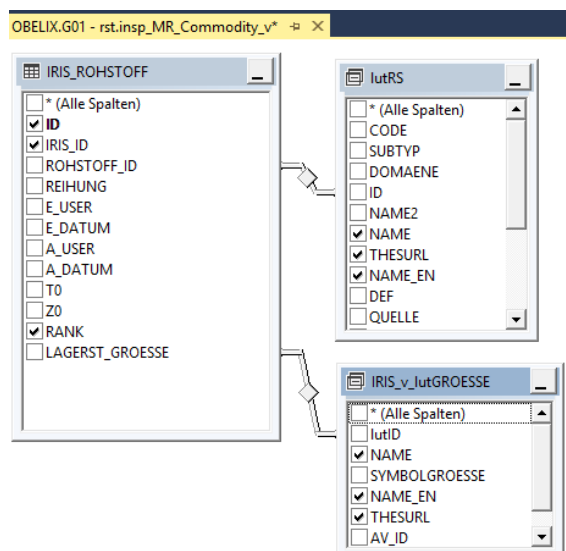 OBELIX.G01 - rst.insp_MR_Commodity_v*
IRIS_ROHSTOFF
* (Alle Spalten)
ID
IRIS_ID
ROHSTOFF_ID
REIHUNG
E_USER
E_DATUM
A_USER
A_DATUM
T0
Z0
RANK
LAGERST_GROESSE
lutRS
* (Alle Spalten)
CODE
SUBTYP
DOMAENE
ID
NAME2
NAME
THESURL
NAME_EN
DEF
QUELLE
IRIS_v_lutGROESSE
* (Alle Spalten)
lutID
NAME
SYMBOLGROESSE
NAME_EN
THESURL
AV_ID